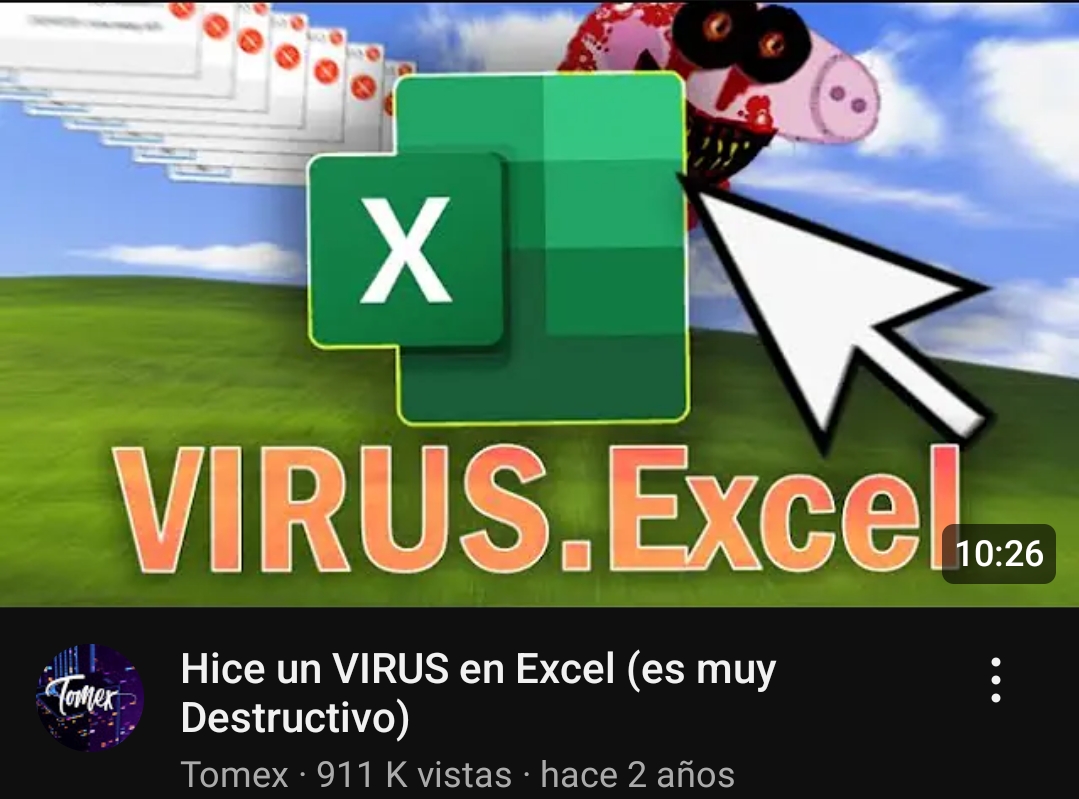 X
VIRUS.Excel
10:26
Tomex
Hice un VIRUS en Excel (es muy
Destructivo)
Tomex · 911 K vistas · hace 2 años